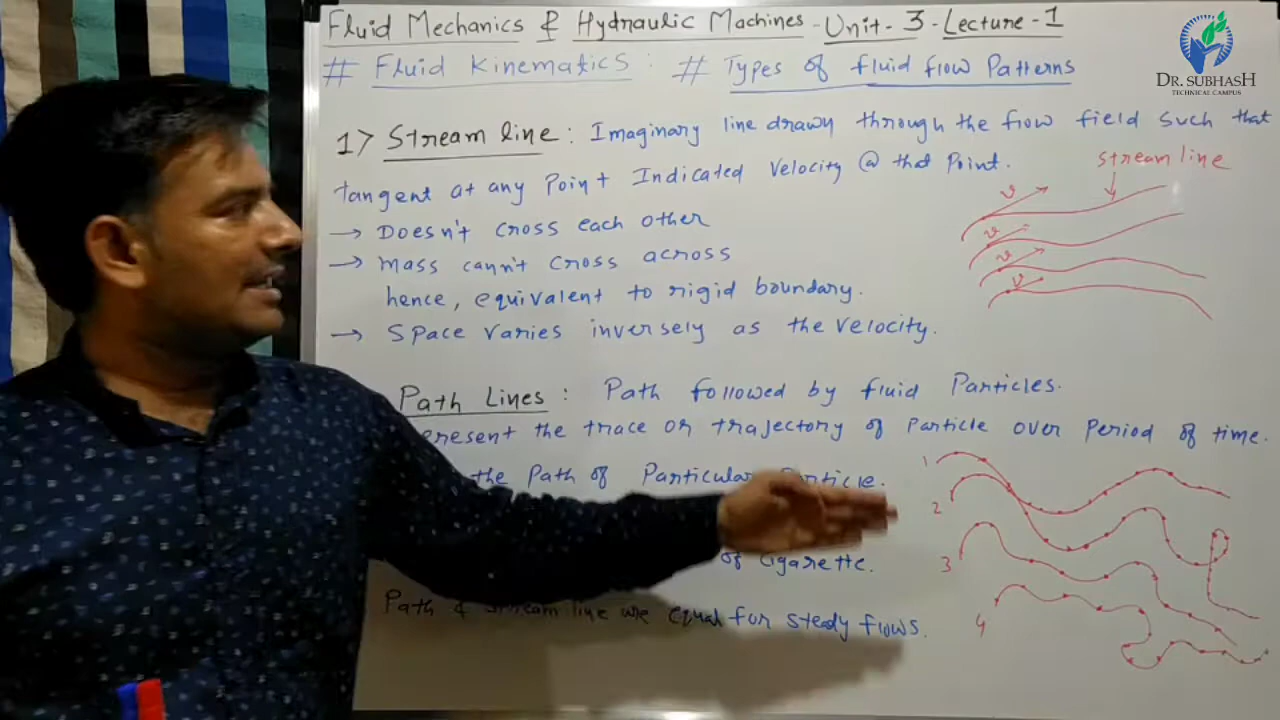 Fluid Mechanics & Hydraulic Machines - Unit - 3 - Lecture - 1
# Fluid Kinematics : # Types of fluid flow Patterns
DR. SUBHASH
TECHNICAL CAMPUS
1> Stream line : Imaginary line drawn through the flow field such that
tangent at any Point Indicated Velocity @ that Point.
stream line
→ Doesn't cross each other
→ Mass cann't cross across
hence, equivalent to rigid boundary.
→ Space varies inversely as the velocity.
v
v
v
v
Path Lines : Path followed by fluid Particles.
the trace or trajectory of Particle over Period of time.
the Path of Particular Particle.
of Cigarette.
Path & stream line are equal for steady flows.
1
2
3
4